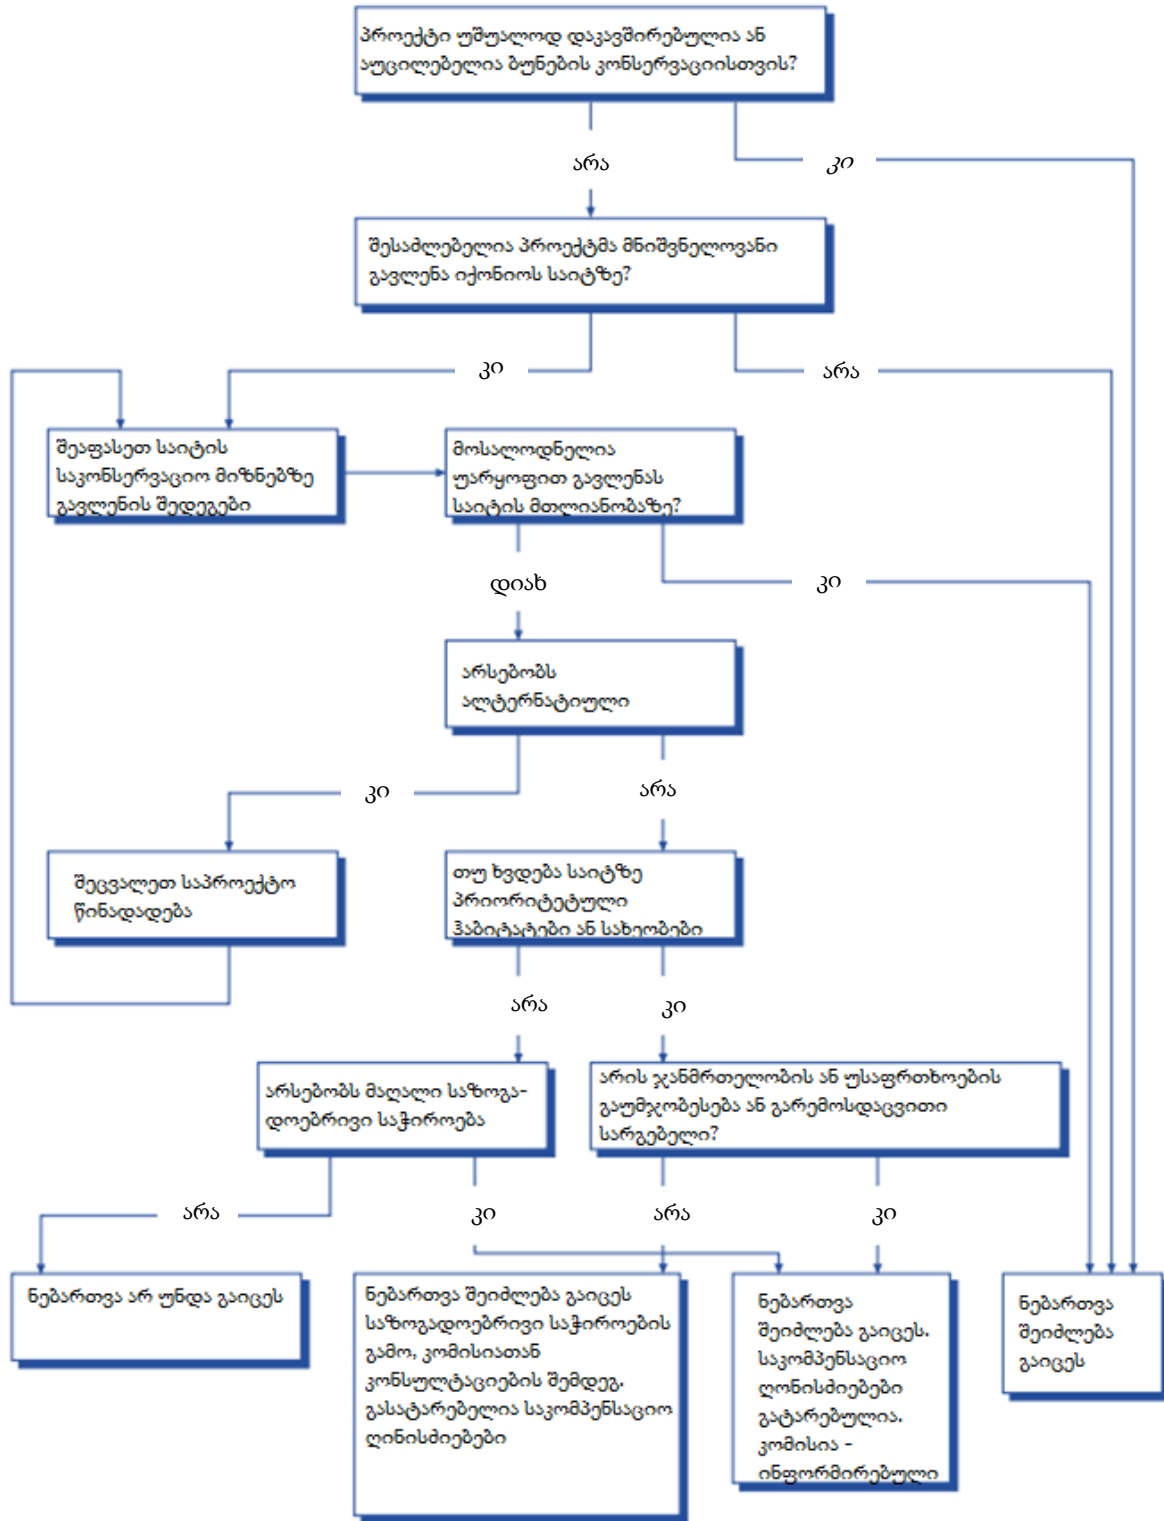 პროექტი უშუალოდ დაკავშირებულია ან
აუცილებელია ბუნების კონსერვაციისთვის?
არა
კი
შესაძლებელია პროექტმა მნიშვნელოვანი
გავლენა იქონიოს საიტზე?
კი
არა
შეაფასეთ საიტის
საკონსერვაციო მიზნებზე
გავლენის შედეგები
მოსალოდნელია
უარყოფით გავლენას
საიტის მთლიანობაზე?
დიახ
კი
არსებობს
ალტერნატიული
კი
არა
შეცვალეთ საპროექტო
წინადადება
თუ ხვდება საიტზე
პრიორიტეტული
ჰაბიტატები ან სახეობები
არა
კი
არსებობს მაღალი საზოგა-
დოებრივი საჭიროება
არის ჯანმრთელობის ან უსაფრთხოების
გაუმჯობესება ან გარემოსდაცვითი
სარგებელი?
არა
კი
არა
კი
ნებართვა არ უნდა გაიცეს
ნებართვა შეიძლება გაიცეს
საზოგადოებრივი საჭიროების
გამო, კომისიათან
კონსულტაციების შემდეგ.
გასატარებელია საკომპენსაციო
ღინისძიებები
ნებართვა
შეიძლება გაიცეს.
საკომპენსაციო
ღონისძიებები
გატარებულია.
კომისია -
ინფორმირებული
ნებართვა
შეიძლება
გაიცეს